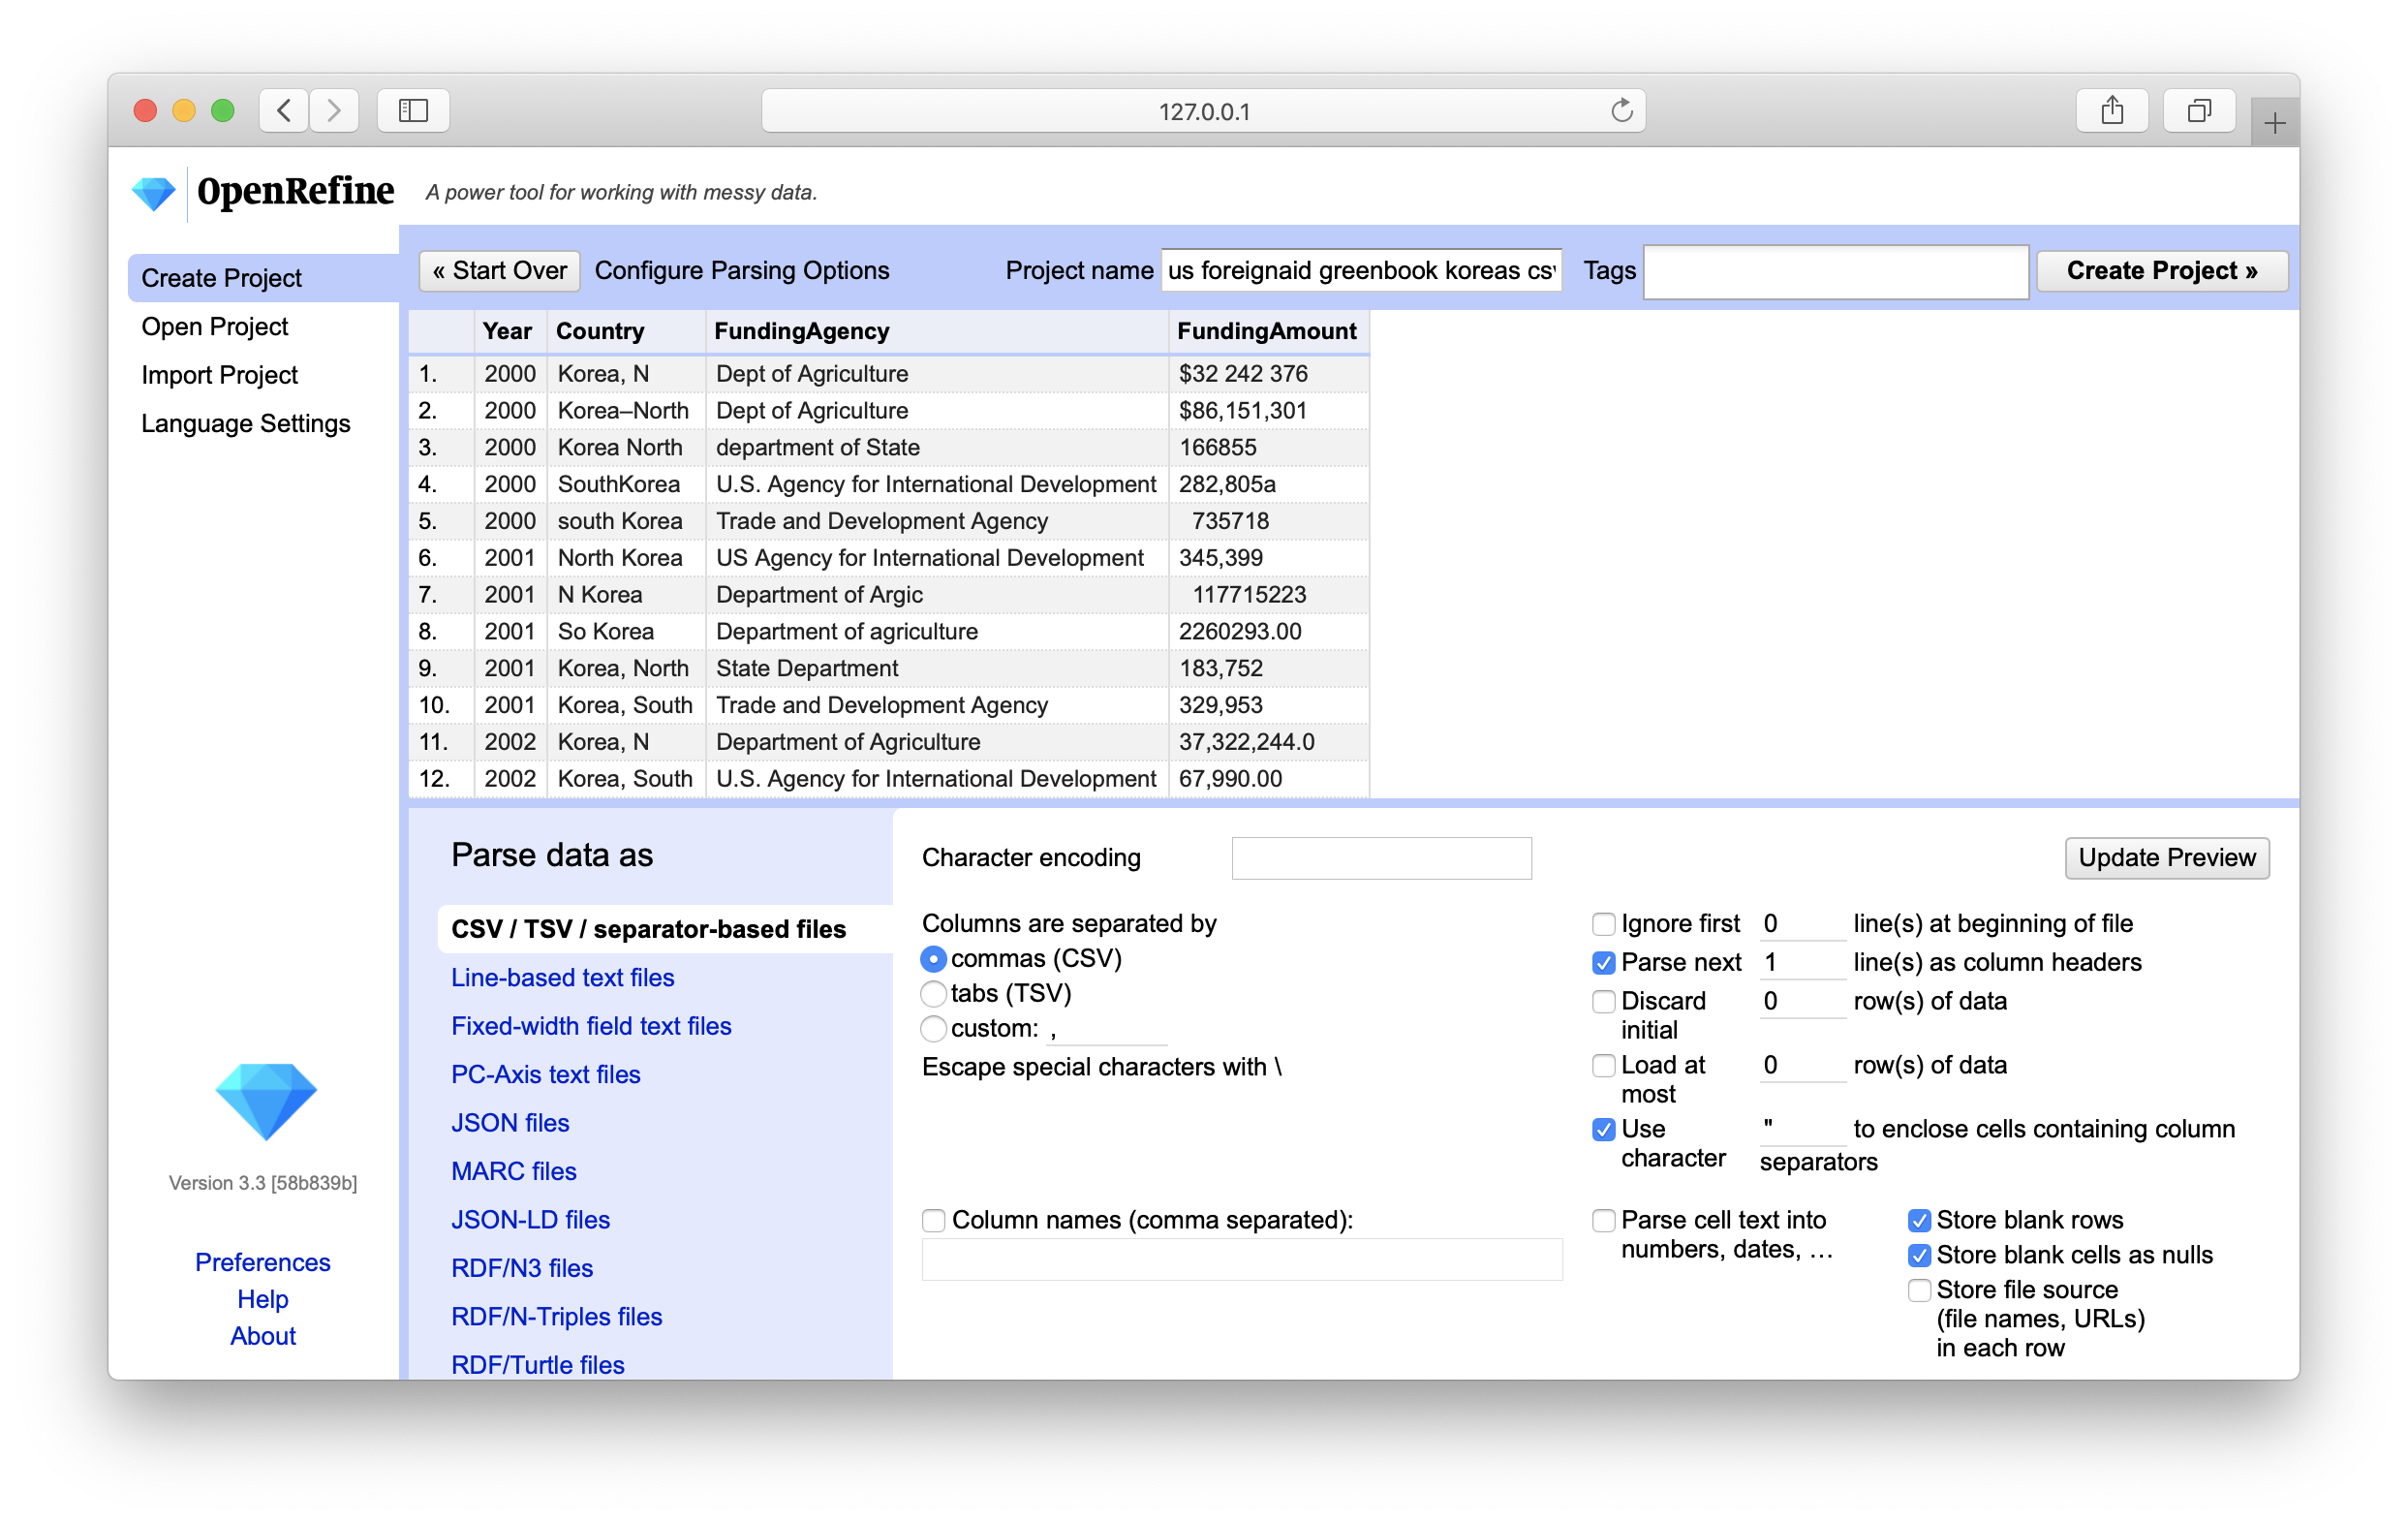 127.0.0.1
OpenRefine A power tool for working with messy data.
Create Project
Open Project
Import Project
Language Settings
« Start Over Configure Parsing Options Project name us foreignaid greenbook koreas csv Tags Create Project »
Year Country FundingAgency FundingAmount
1. 2000 Korea, N Dept of Agriculture $32 242 376
2. 2000 Korea–North Dept of Agriculture $86,151,301
3. 2000 Korea North department of State 166855
4. 2000 SouthKorea U.S. Agency for International Development 282,805a
5. 2000 south Korea Trade and Development Agency 735718
6. 2001 North Korea US Agency for International Development 345,399
7. 2001 N Korea Department of Argic 117715223
8. 2001 So Korea Department of agriculture 2260293.00
9. 2001 Korea, North State Department 183,752
10. 2001 Korea, South Trade and Development Agency 329,953
11. 2002 Korea, N Department of Agriculture 37,322,244.0
12. 2002 Korea, South U.S. Agency for International Development 67,990.00
Parse data as
CSV / TSV / separator-based files
Line-based text files
Fixed-width field text files
PC-Axis text files
JSON files
MARC files
JSON-LD files
RDF/N3 files
RDF/N-Triples files
RDF/Turtle files
Character encoding
Update Preview
Columns are separated by
commas (CSV)
tabs (TSV)
custom: ,
Escape special characters with \
Column names (comma separated):
Ignore first 0 line(s) at beginning of file
Parse next 1 line(s) as column headers
Discard initial 0 row(s) of data
Load at most 0 row(s) of data
Use character " to enclose cells containing column separators
Parse cell text into
numbers, dates, ...
Store blank rows
Store blank cells as nulls
Store file source
(file names, URLs)
in each row
Version 3.3 [58b839b]
Preferences
Help
About